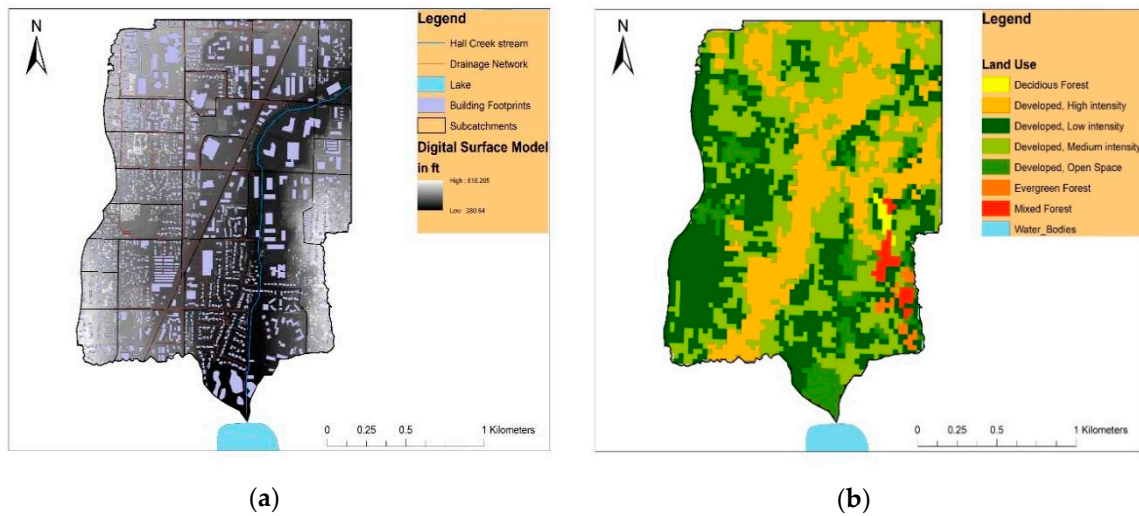 N
Legend
Hall Creek stream
Drainage Network
Lake
Building Footprints
Subcatchments
Digital Surface Model
in ft
High : 616.205
Low : 280.84
0 0.25 0.5 1 Kilometers
(a)
N
Legend
Land Use
Decidious Forest
Developed, High intensity
Developed, Low intensity
Developed, Medium intensity
Developed, Open Space
Evergreen Forest
Mixed Forest
Water_Bodies
0 0.25 0.5 1 Kilometers
(b)